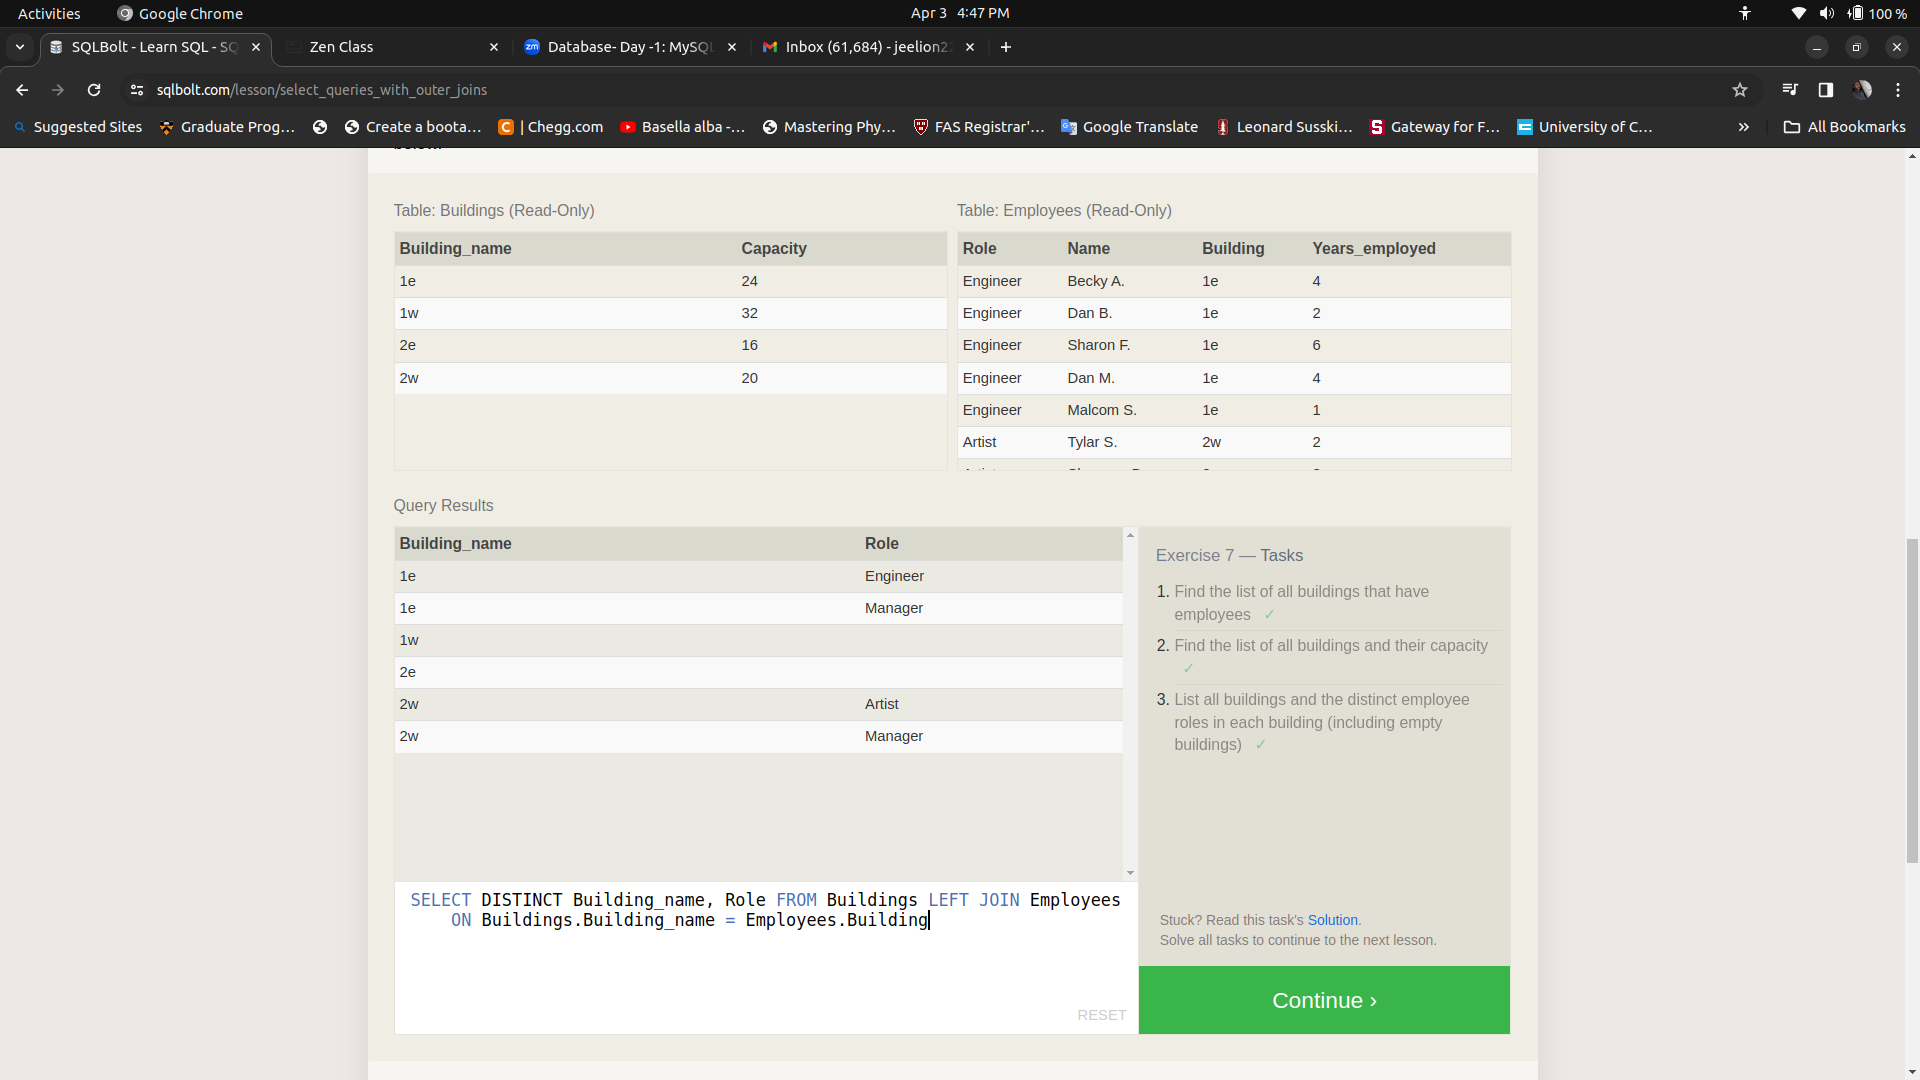 Activities Google Chrome Apr 3 4:47 PM 100 %
SQLBolt - Learn SQL - SQ Zen Class Database- Day -1: MySQL Inbox (61,684) - jeelion22
sqlbolt.com/lesson/select_queries_with_outer_joins
Suggested Sites Graduate Prog... Create a boota... | Chegg.com Basella alba -... Mastering Phy... FAS Registrar'... Google Translate Leonard Susski... Gateway for F... University of C... » All Bookmarks
Table: Buildings (Read-Only) Table: Employees (Read-Only)
Building_name Capacity Role Name Building Years_employed
1e 24 Engineer Becky A. 1e 4
1w 32 Engineer Dan B. 1e 2
2e 16 Engineer Sharon F. 1e 6
2w 20 Engineer Dan M. 1e 4
Engineer Malcom S. 1e 1
Artist Tylar S. 2w 2
Query Results
Building_name Role
1e Engineer
1e Manager
1w
2e
2w Artist
2w Manager
Exercise 7 — Tasks
1. Find the list of all buildings that have
employees ✓
2. Find the list of all buildings and their capacity
✓
3. List all buildings and the distinct employee
roles in each building (including empty
buildings) ✓
SELECT DISTINCT Building_name, Role FROM Buildings LEFT JOIN Employees
ON Buildings.Building_name = Employees.Building
RESET
Stuck? Read this task's Solution.
Solve all tasks to continue to the next lesson.
Continue ›